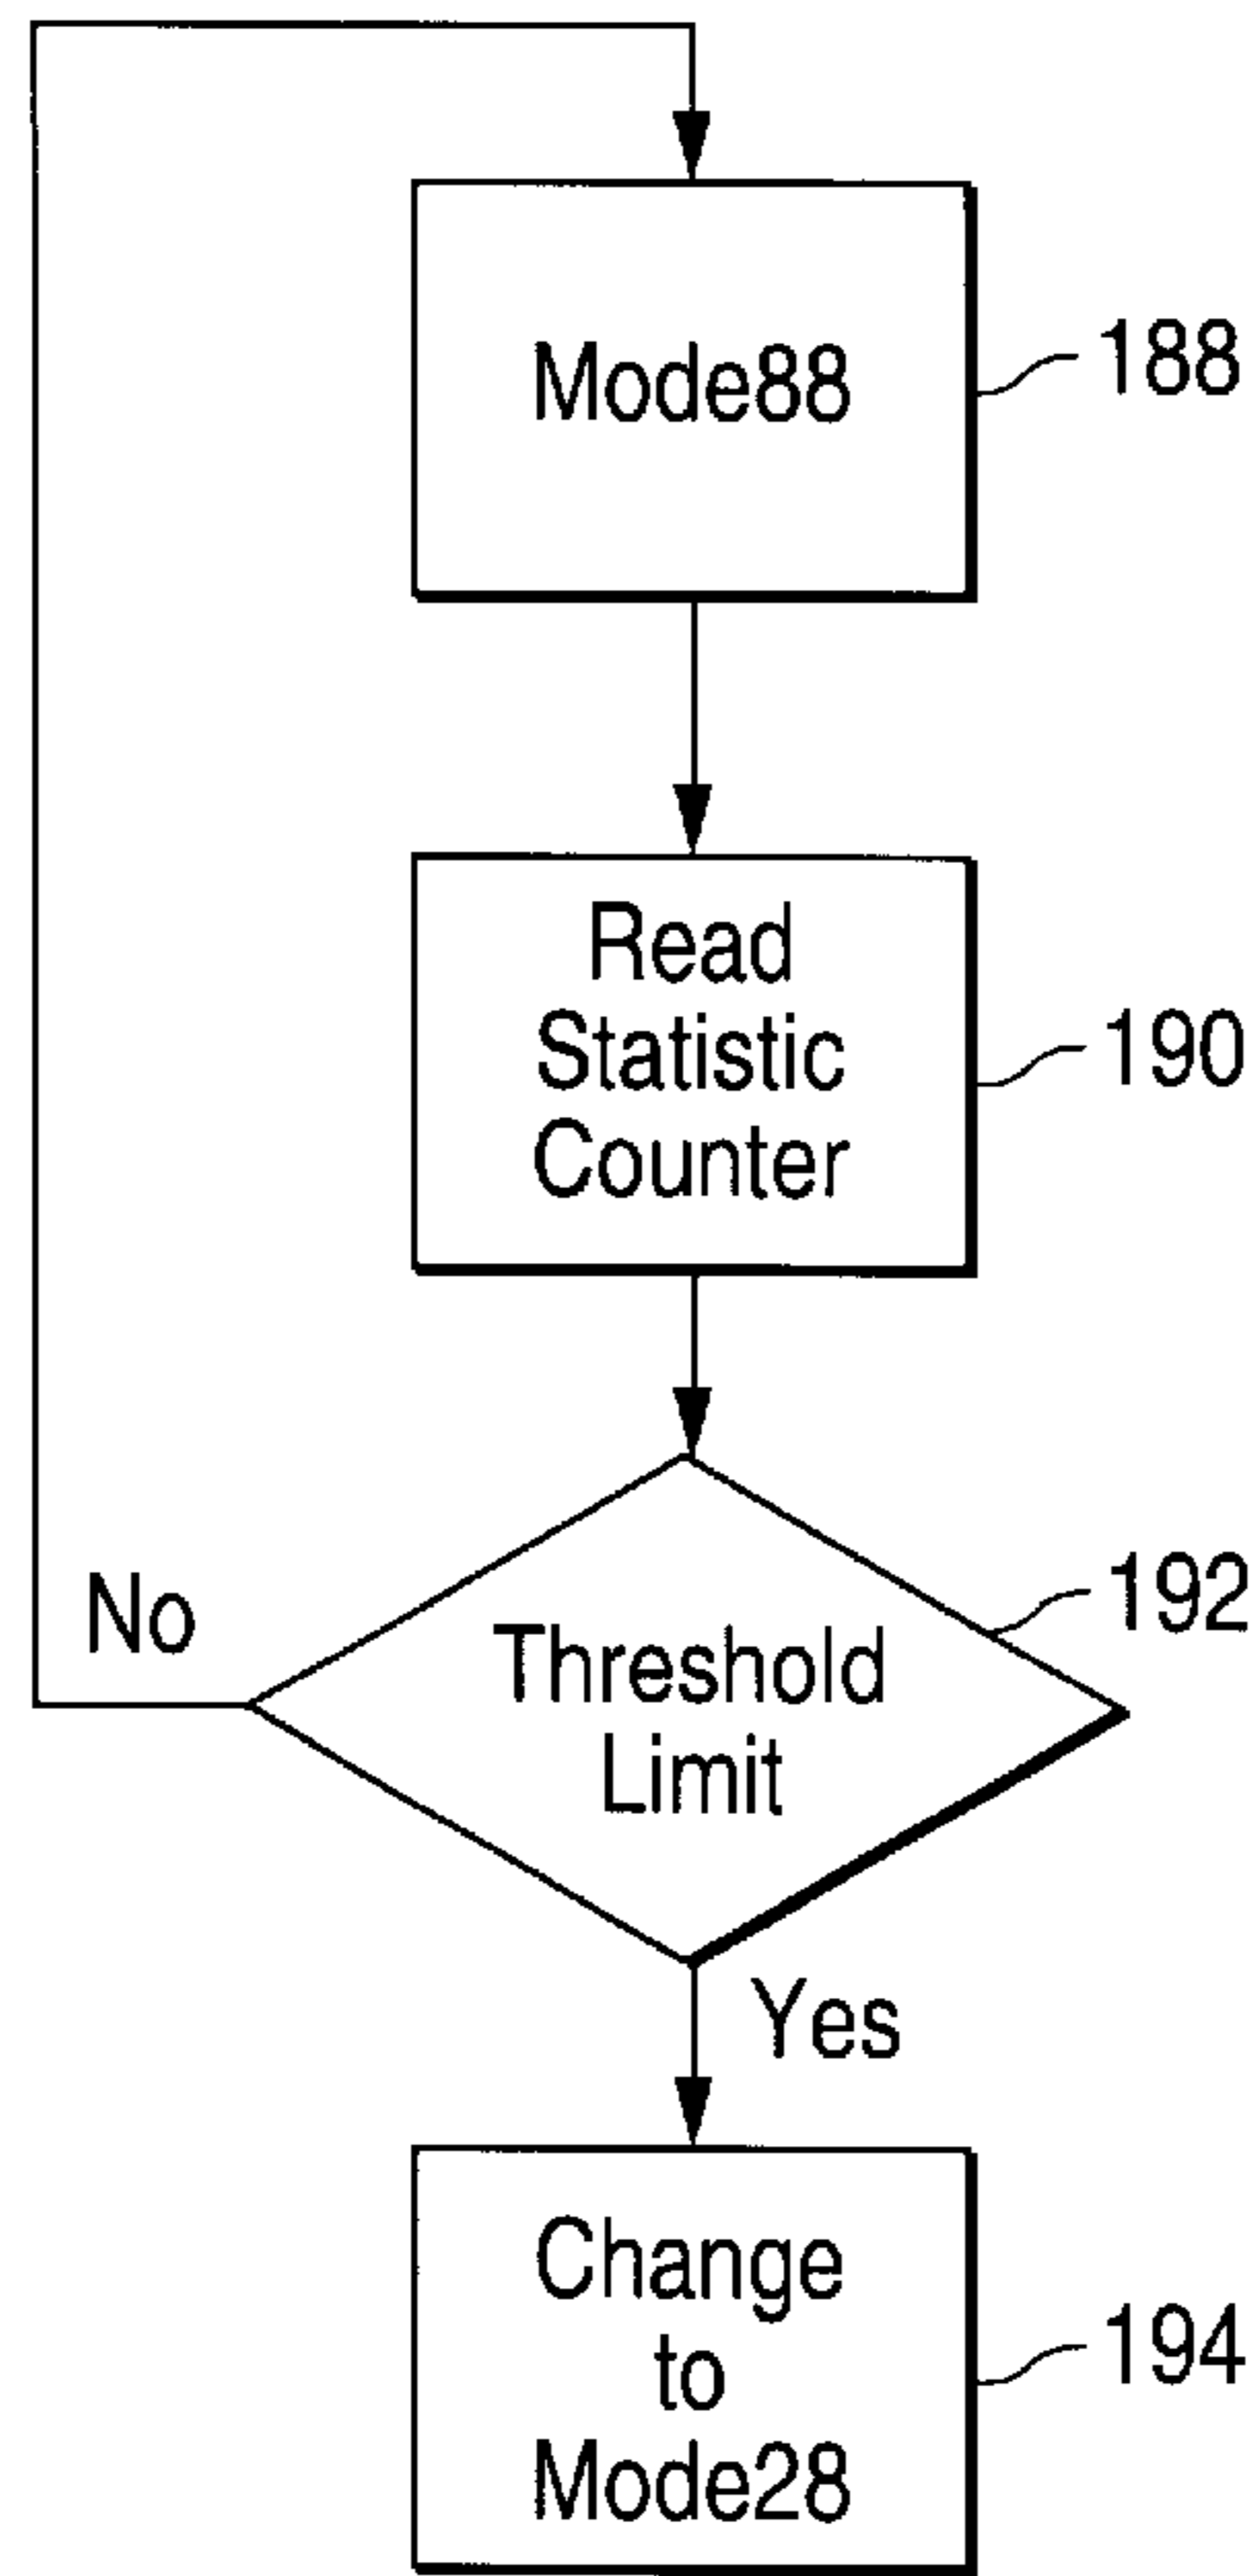 Mode88
188
Read
Statistic
Counter
190
192
No
Threshold
Limit
Yes
Change
to
Mode28
194